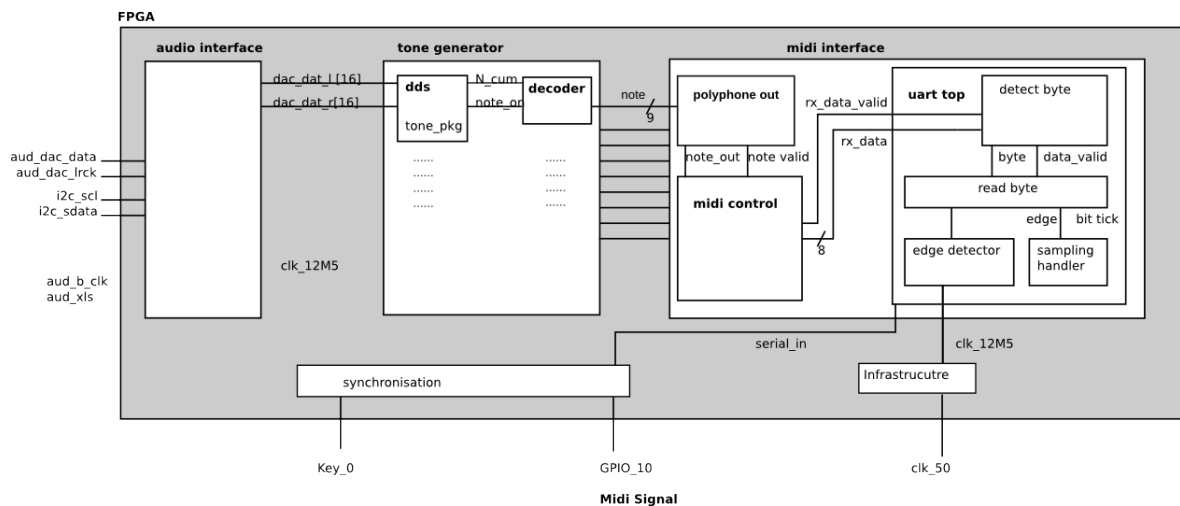 FPGA
audio interface
tone generator
midi interface
dac_dat_l [16]
dac_dat_r[16]
dds
tone_pkg
N_cum
note_on
decoder
note
9
polyphone out
rx_data_valid
rx_data
uart top
detect byte
note_out
note valid
byte
data_valid
read byte
midi control
8
edge
bit tick
edge detector
sampling
handler
......
......
......
......
......
......
......
......
aud_dac_data
aud_dac_lrck
i2c_scl
i2c_sdata
aud_b_clk
aud_xls
clk_12M5
serial_in
clk_12M5
synchronisation
Infrastrucutre
Key_0
GPIO_10
clk_50
Midi Signal